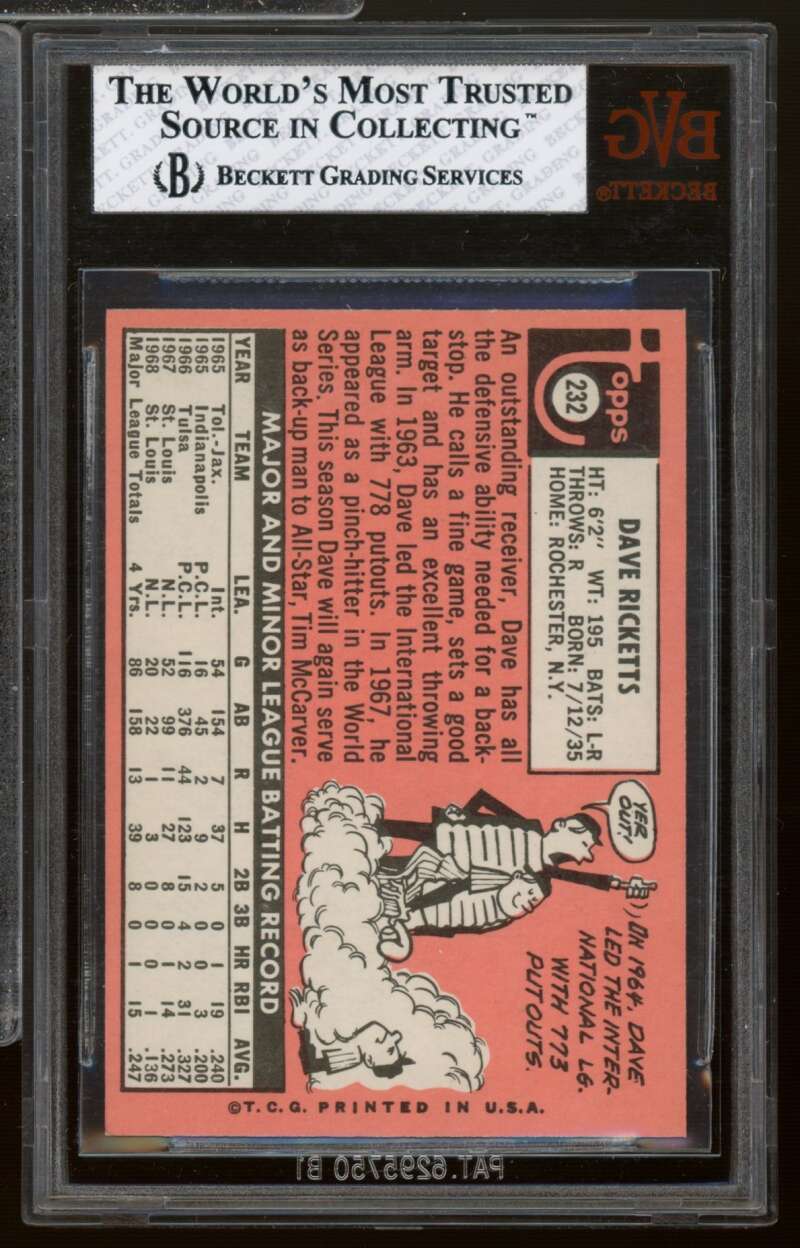 THE WORLD'S MOST TRUSTED
SOURCE IN COLLECTING™
B BECKETT GRADING SERVICES
BVG
BECKETT®
Topps
232
DAVE RICKETTS
HT: 6'2" WT: 195 BATS: L-R
THROWS: R BORN: 7/12/35
HOME: ROCHESTER, N.Y.
An outstanding receiver, Dave has all
the defensive ability needed for a back-
stop. He calls a fine game, sets a good
target and has an excellent throwing
arm. In 1963, Dave led the International
League with 778 putouts. In 1967, he
appeared as a pinch-hitter in the World
Series. This season Dave will again serve
as back-up man to All-Star, Tim McCarver.
YER OUT!
IN 1964, DAVE
LED THE INTER-
NATIONAL LG.
WITH 773
PUTOUTS.
MAJOR AND MINOR LEAGUE BATTING RECORD
YEAR TEAM LEA. G AB R H 2B 3B HR RBI AVG.
1965 Tol.-Jax. Int. 54 154 7 37 5 0 1 19 .240
1965 Indianapolis P.C.L. 16 45 2 9 2 0 0 3 .200
1966 Tulsa P.C.L. 116 376 44 123 15 4 2 31 .327
1967 St. Louis N.L. 52 99 11 27 8 0 1 14 .273
1968 St. Louis N.L. 20 22 1 3 0 0 0 1 .136
Major League Totals 4 Yrs. 86 158 13 39 8 0 1 15 .247
©T.C.G. PRINTED IN U.S.A.
PAT.6295750 B1